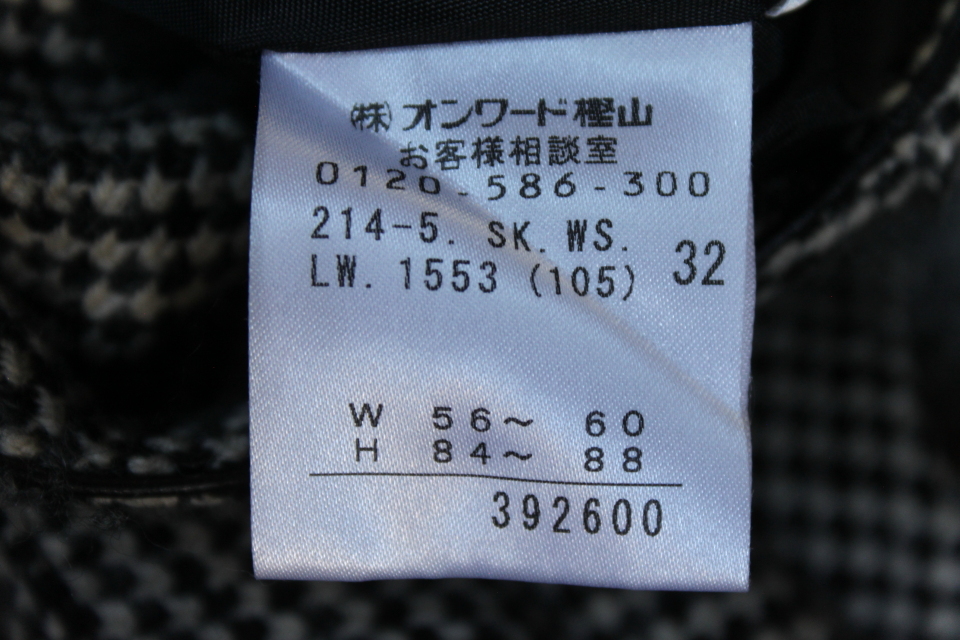 ㈱オンワード樫山
お客様相談室
0120-586-300
214-5. SK. WS.
LW. 1553 (105) 32
W 56~ 60
H 84~ 88
392600